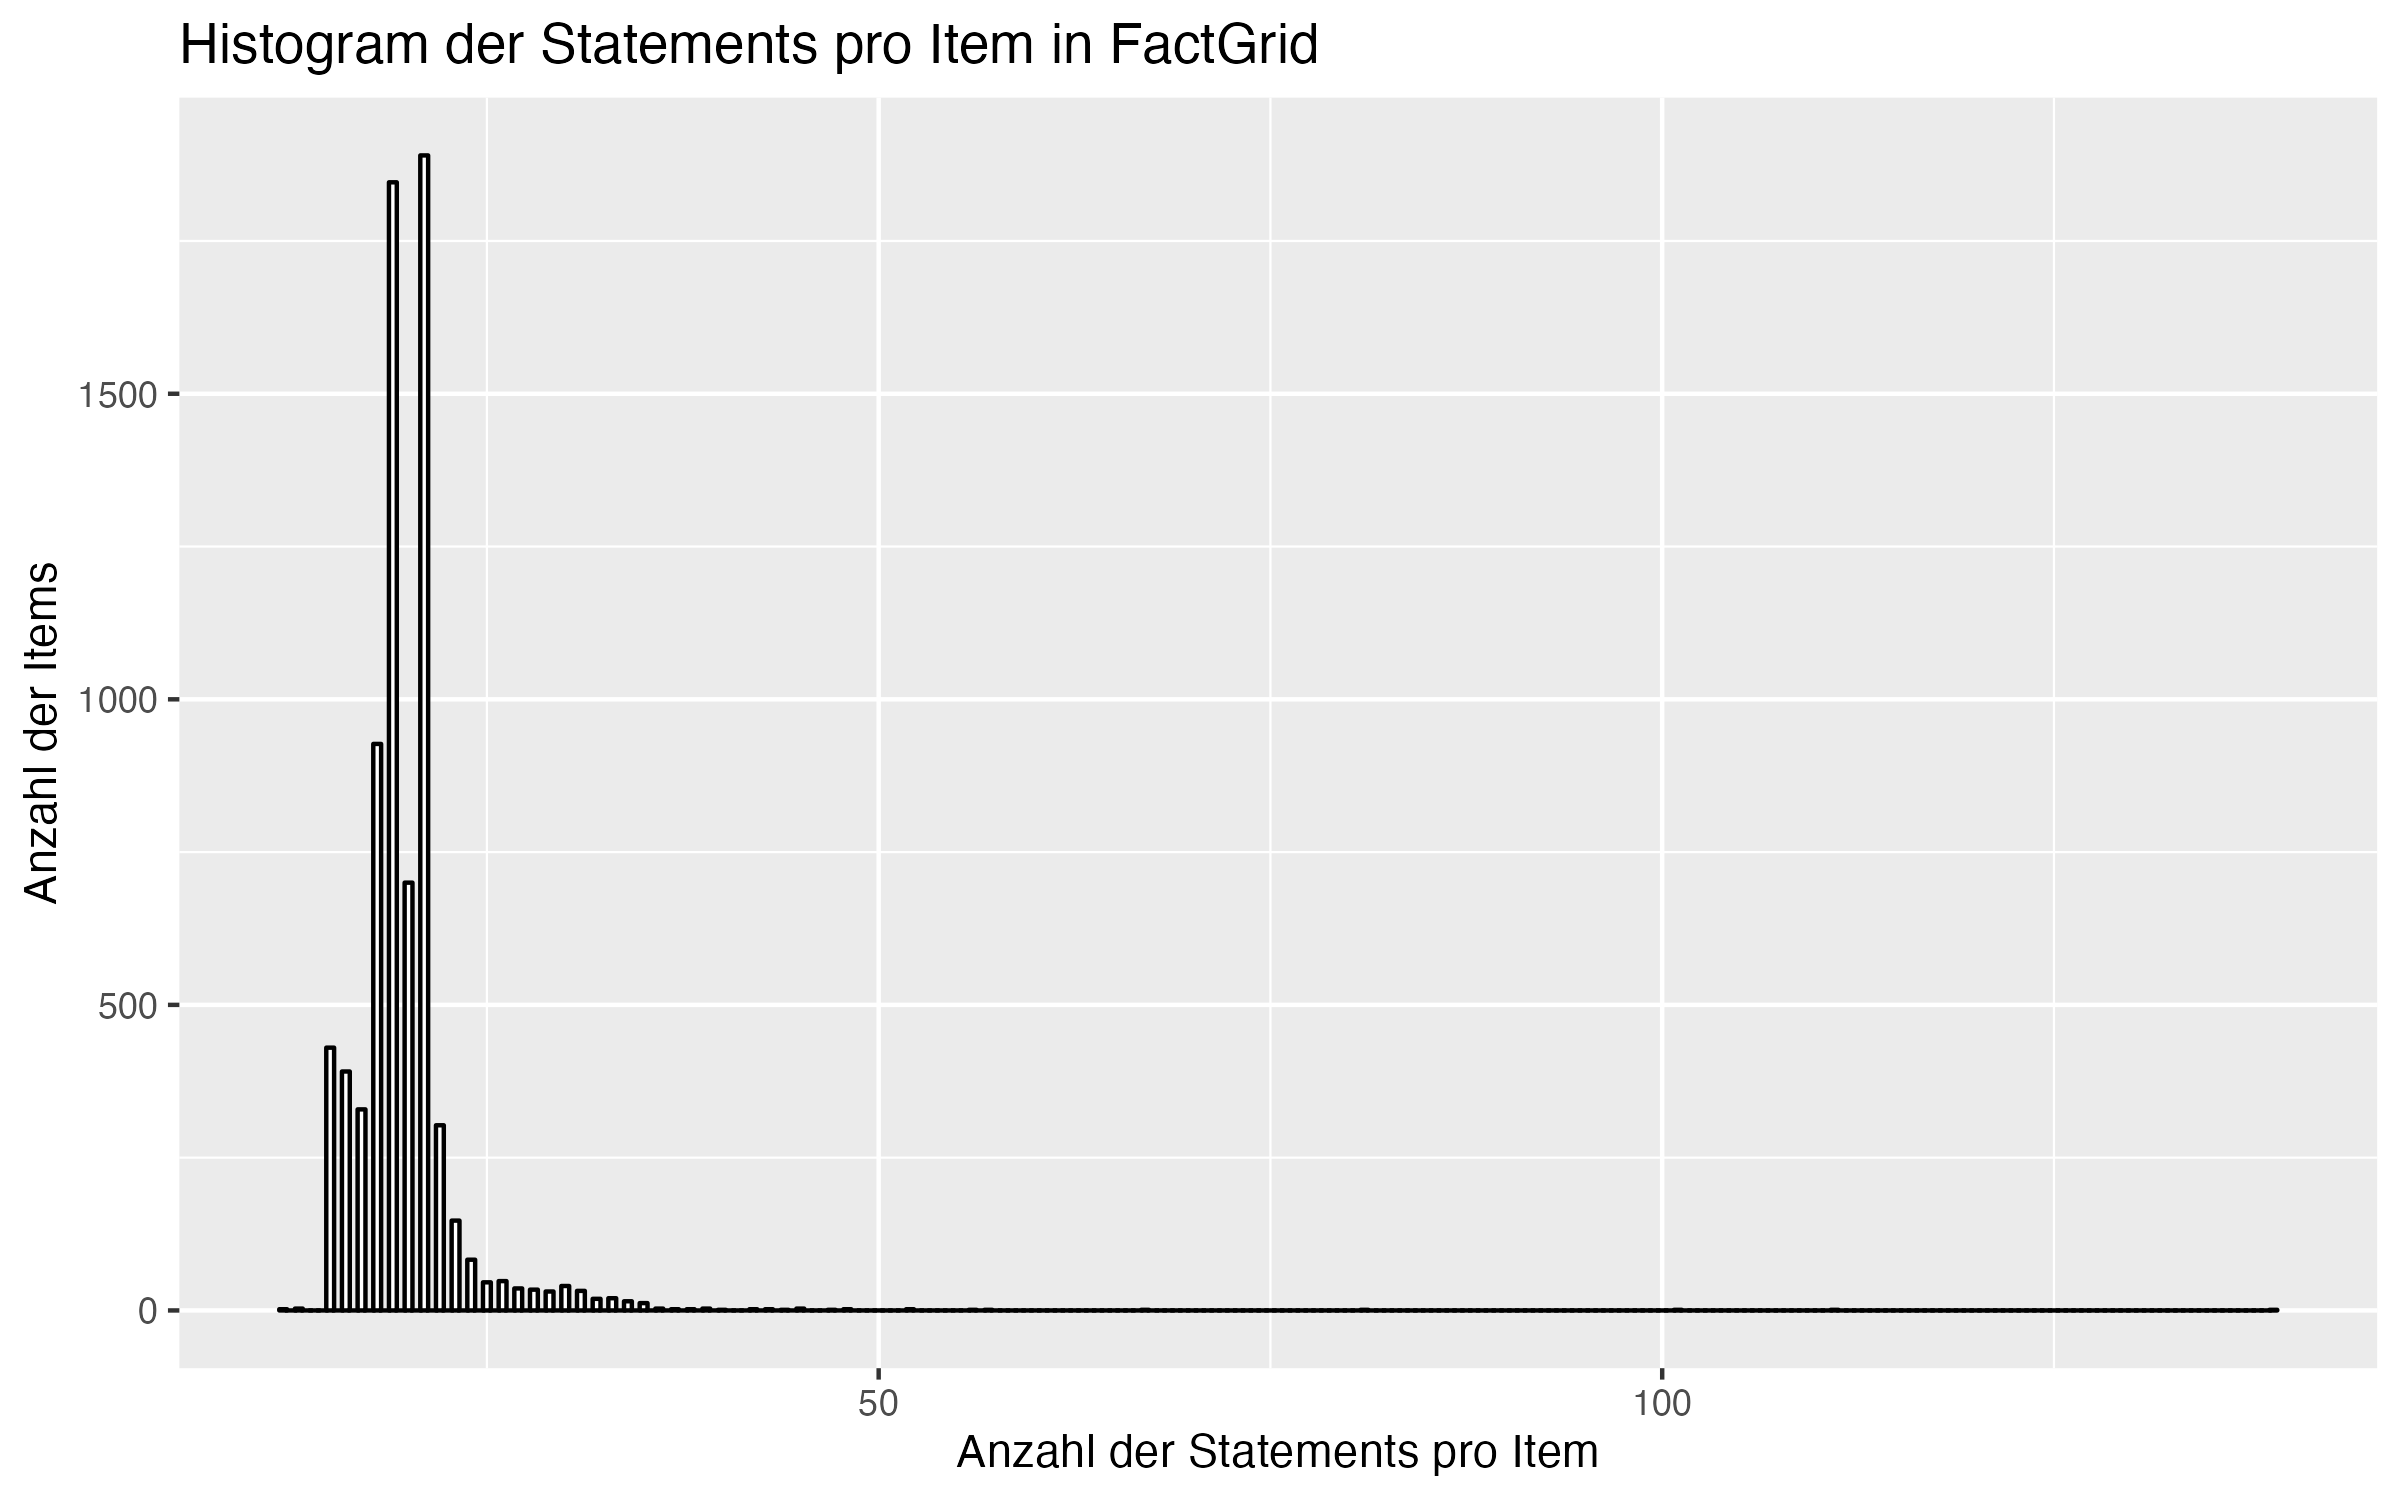 Histogram der Statements pro Item in FactGrid
Anzahl der Items
1500
1000
500
0
50
100
Anzahl der Statements pro Item